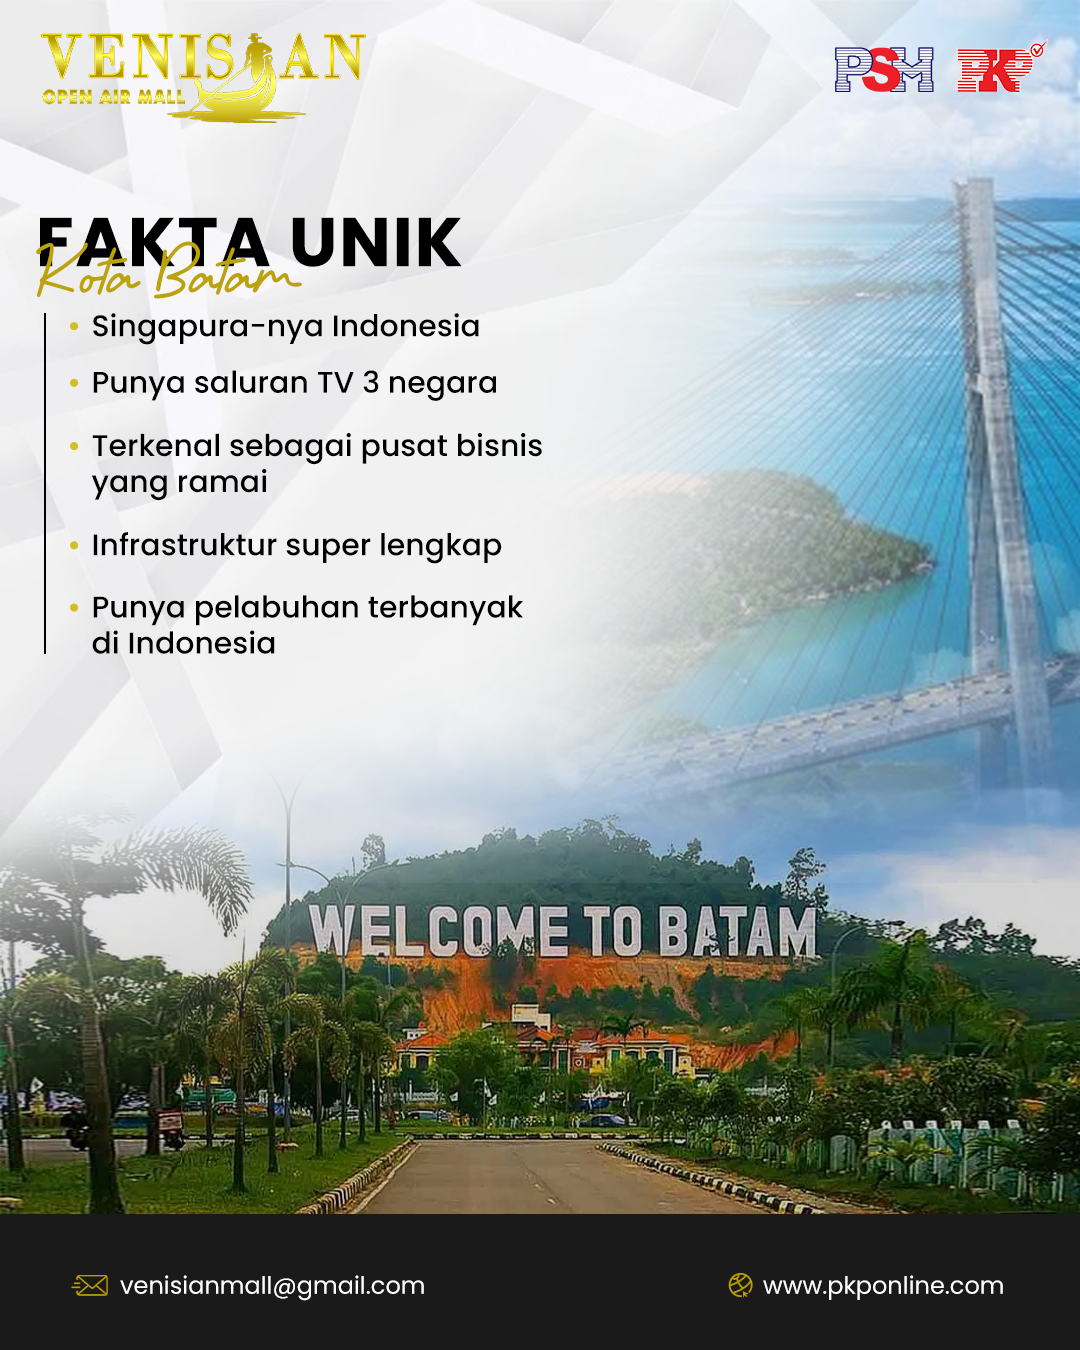 VENISIAN
OPEN AIR MALL
PSM PKP
FAKTA UNIK
Kota Batam
• Singapura-nya Indonesia
• Punya saluran TV 3 negara
• Terkenal sebagai pusat bisnis
yang ramai
• Infrastruktur super lengkap
• Punya pelabuhan terbanyak
di Indonesia
WELCOME TO BATAM
venisianmall@gmail.com
www.pkponline.com